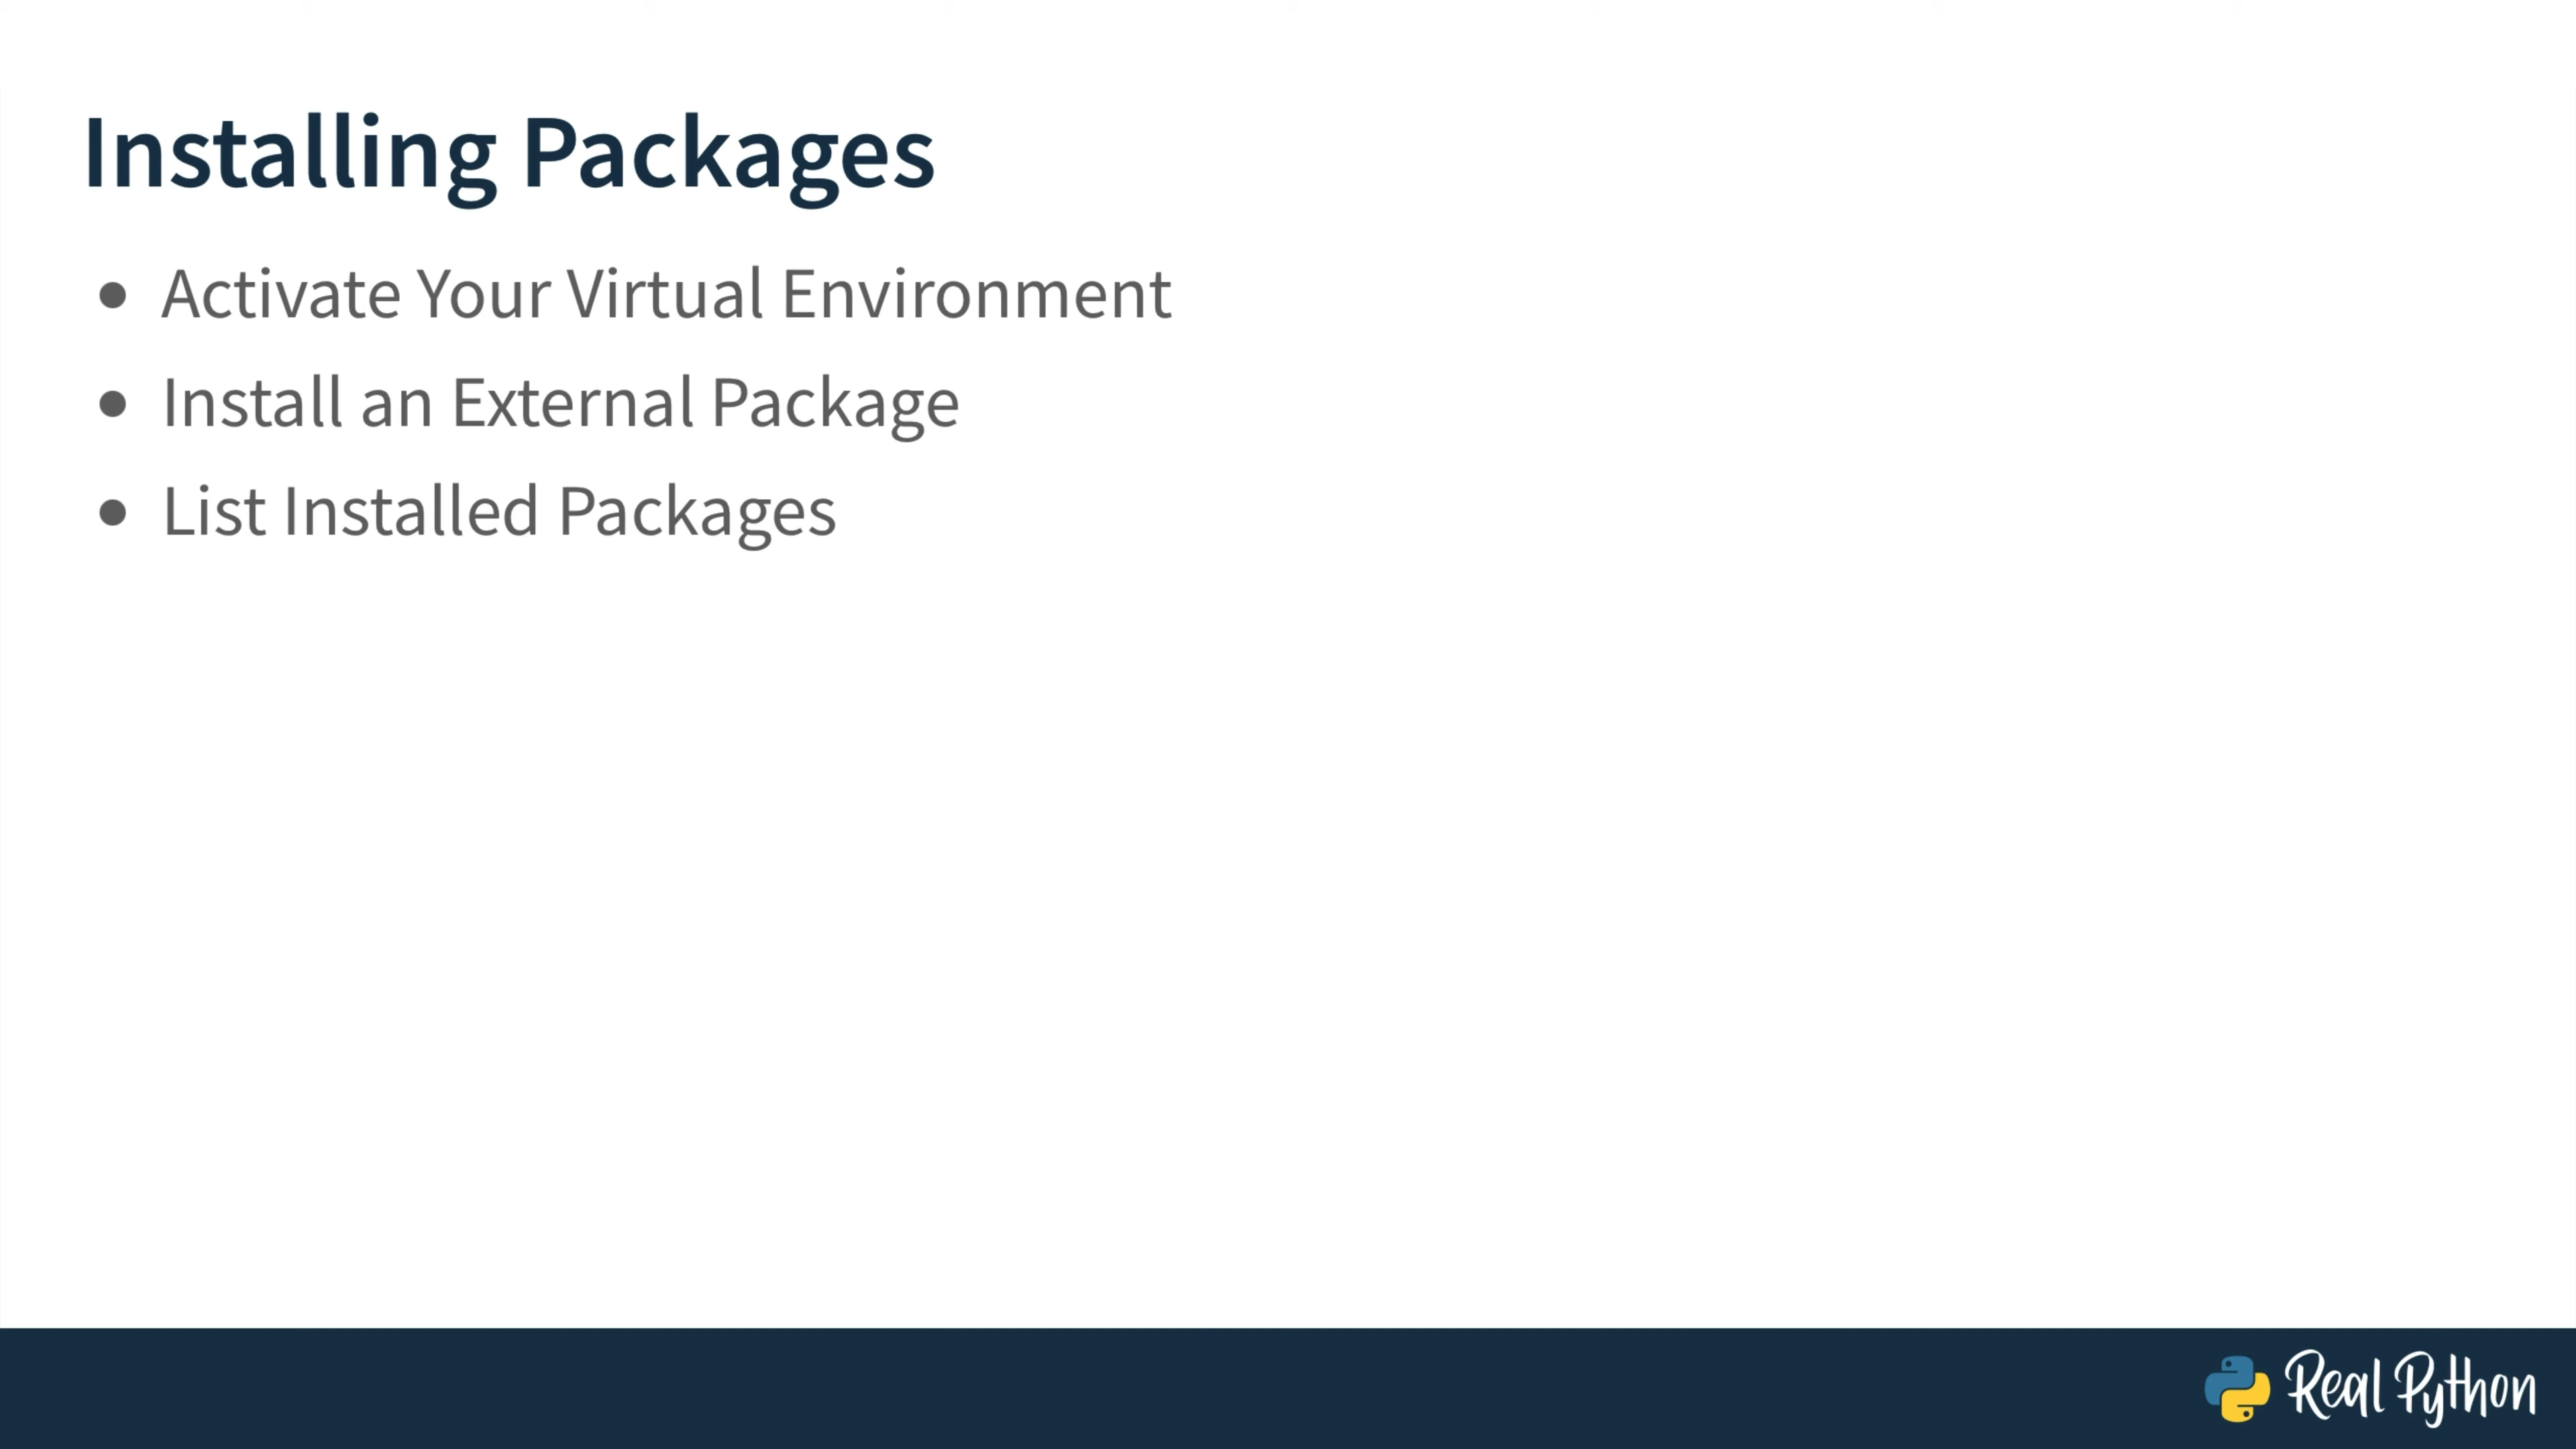 Installing Packages
• Activate Your Virtual Environment
• Install an External Package
• List Installed Packages
Real Python